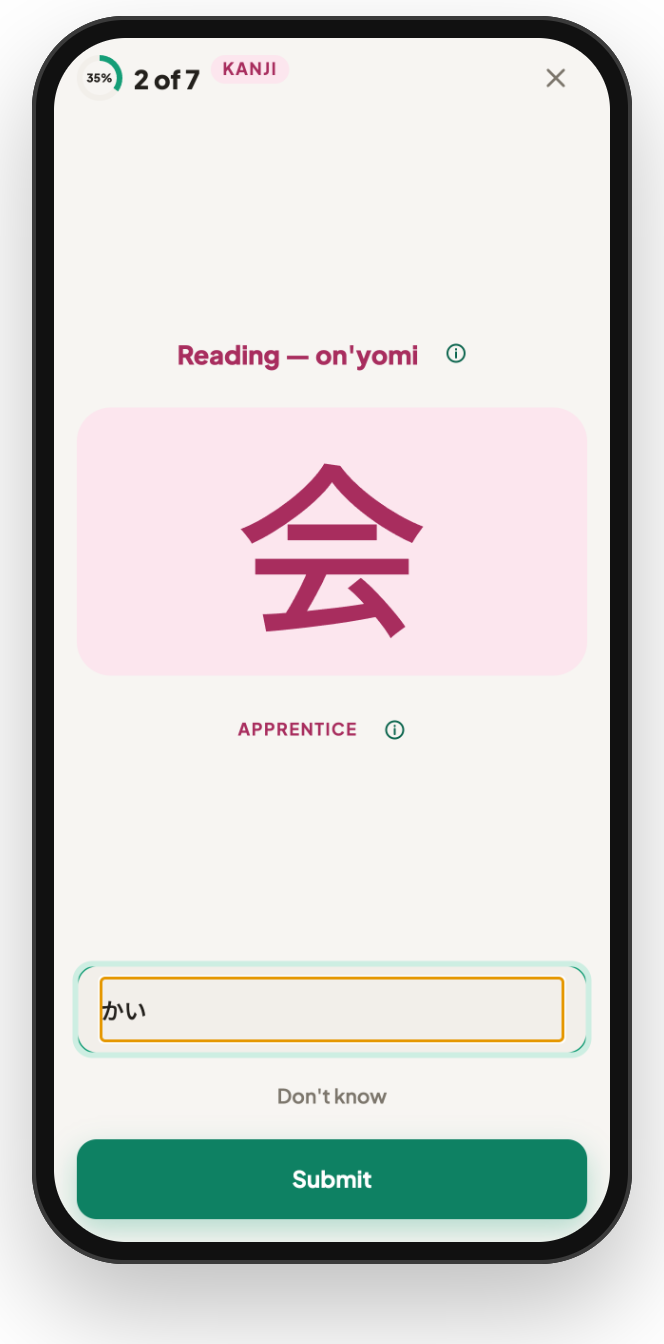 35%
2 of 7
KANJI
Reading — on'yomi
会
APPRENTICE
かい
Don't know
Submit